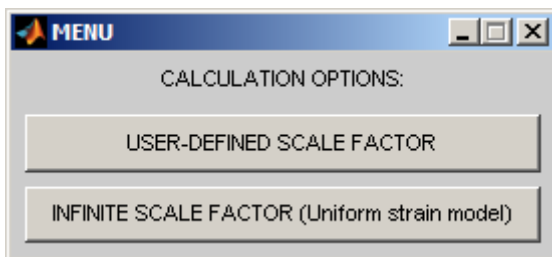 MENU
CALCULATION OPTIONS:
USER-DEFINED SCALE FACTOR
INFINITE SCALE FACTOR (Uniform strain model)